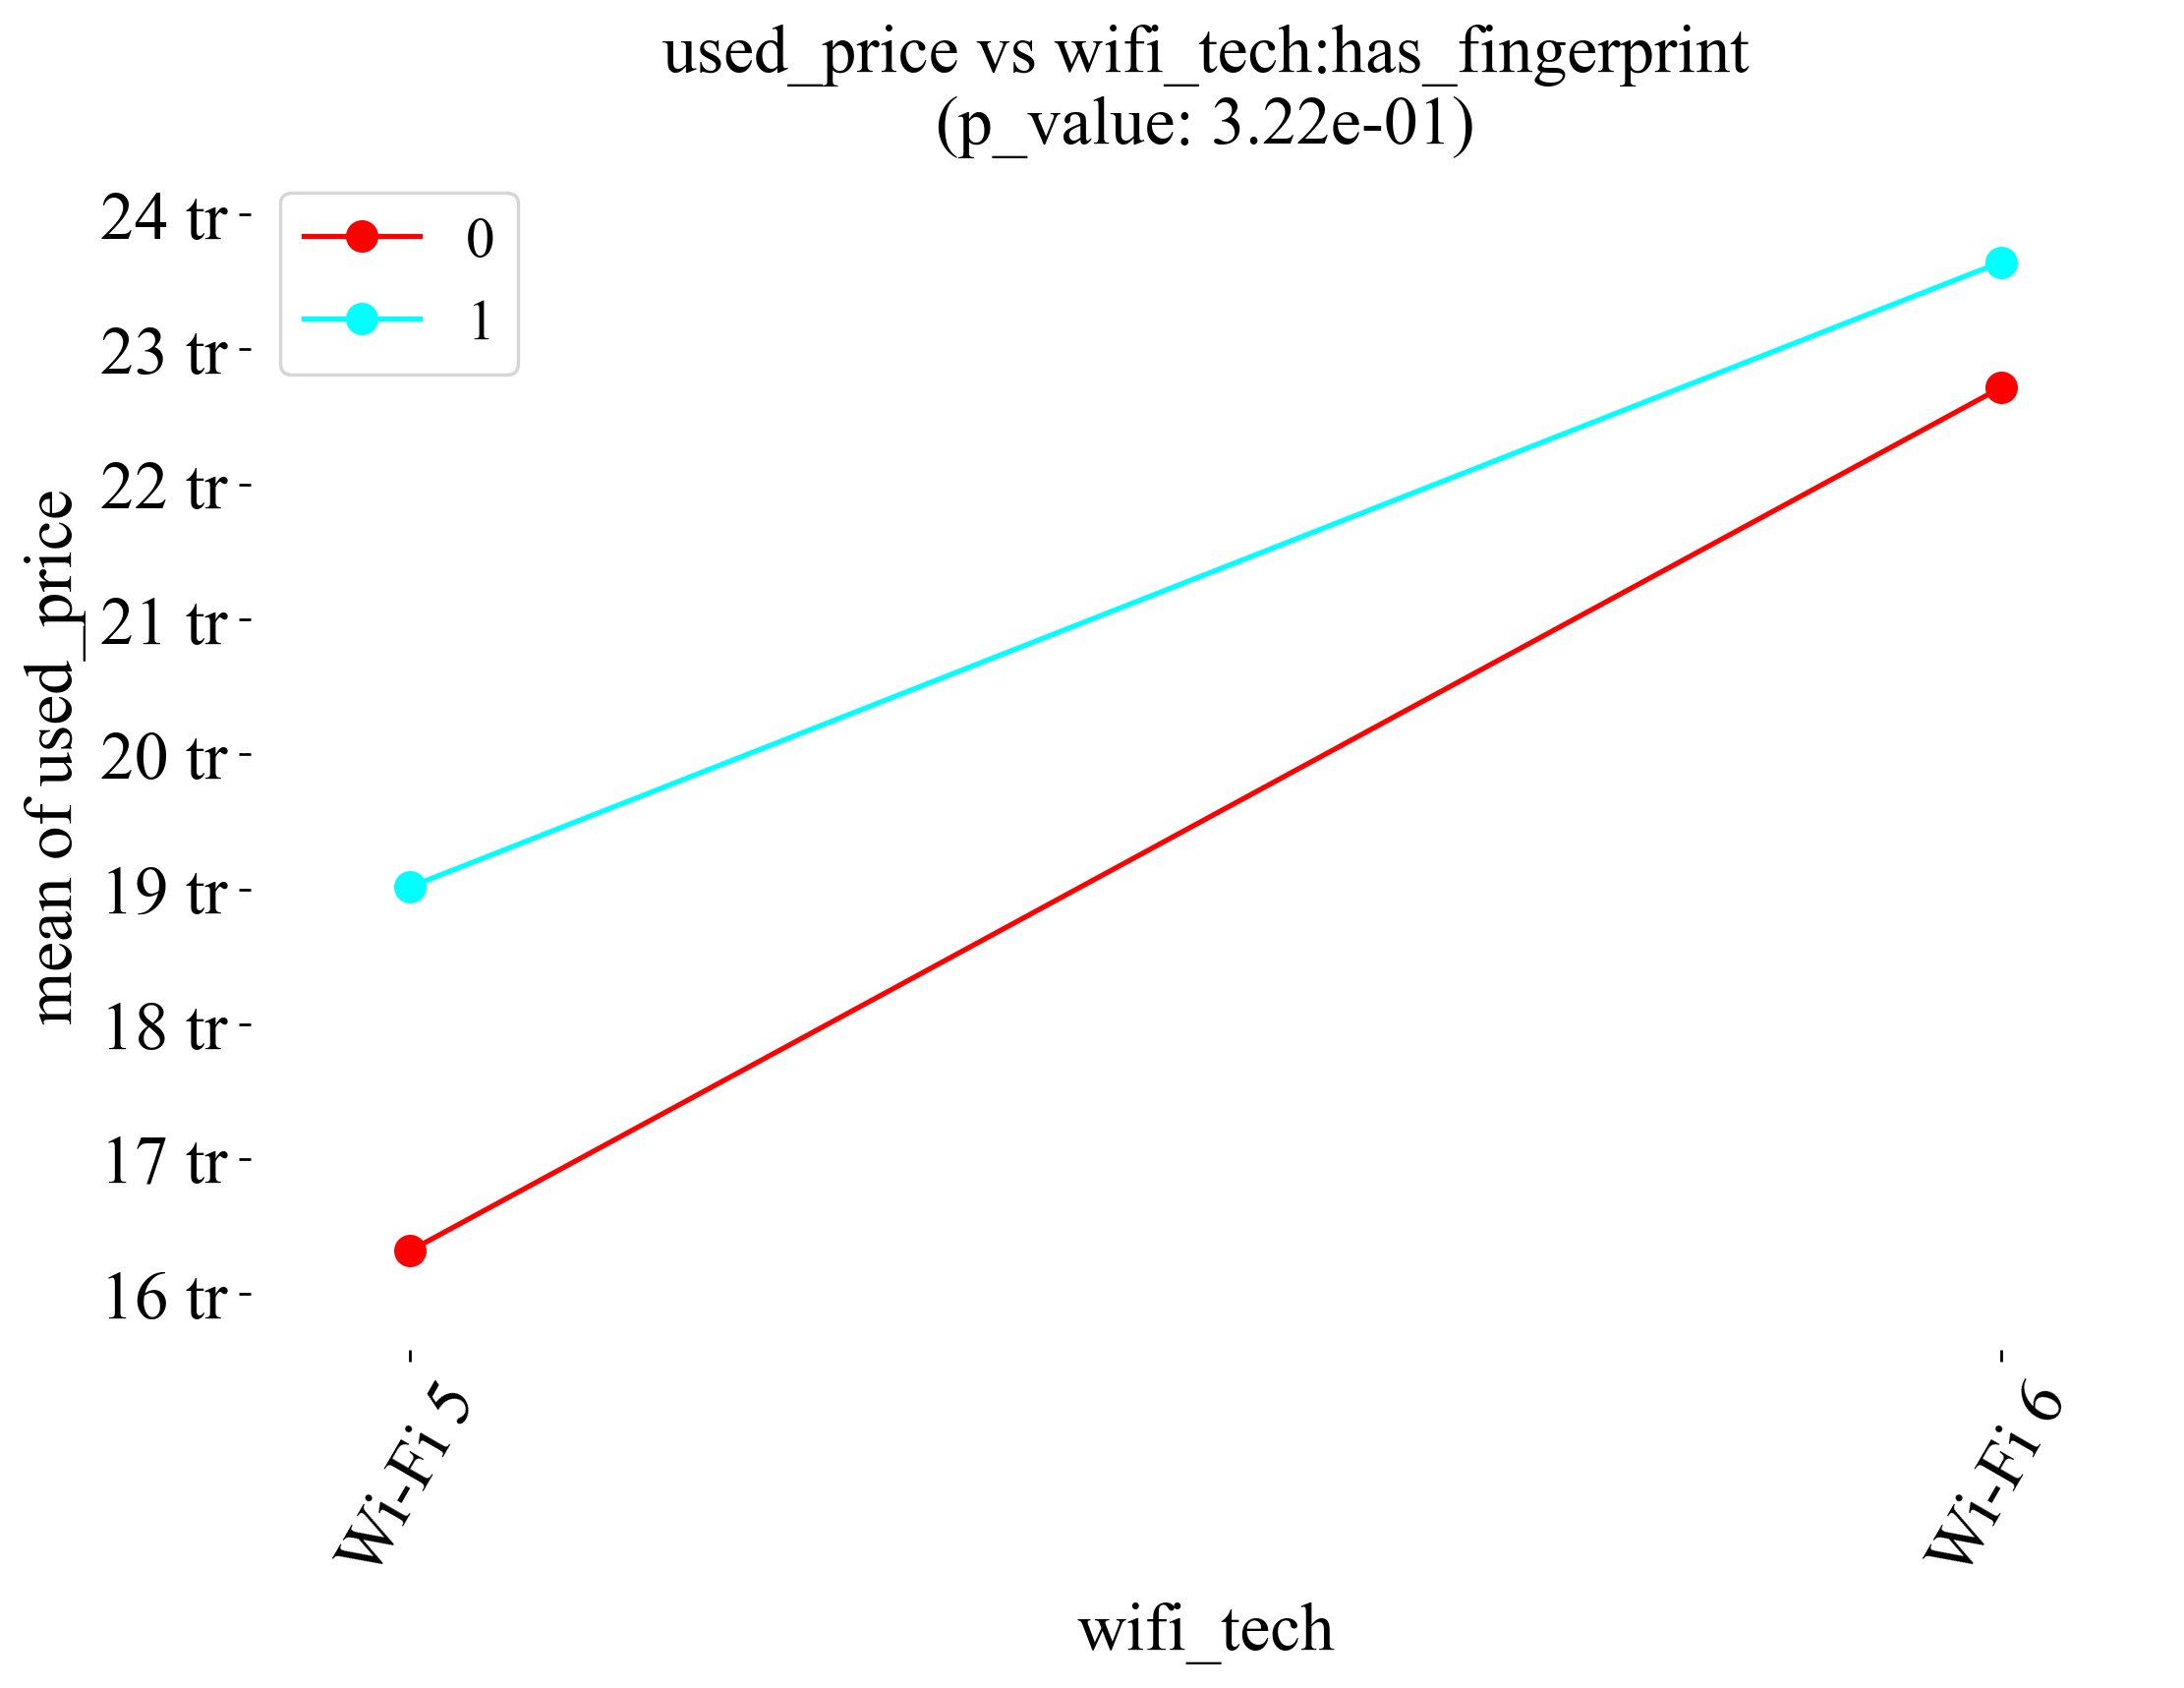 used_price vs wifi_tech:has_fingerprint
(p_value: 3.22e-01)
0
1
24 tr
23 tr
22 tr
21 tr
20 tr
19 tr
18 tr
17 tr
16 tr
mean of used_price
Wi-Fi 5
Wi-Fi 6
wifi_tech